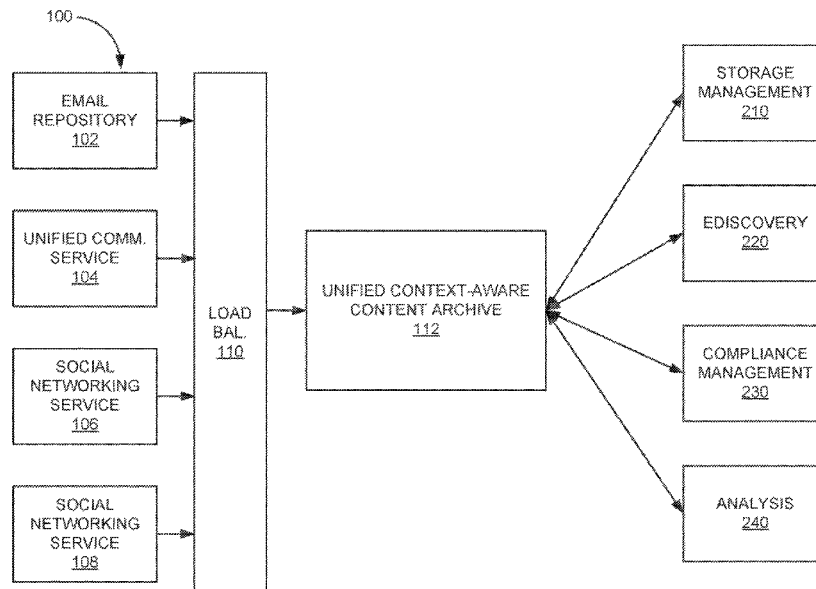 100
EMAIL
REPOSITORY
102
UNIFIED COMM.
SERVICE
104
SOCIAL
NETWORKING
SERVICE
106
SOCIAL
NETWORKING
SERVICE
108
LOAD
BAL.
110
UNIFIED CONTEXT-AWARE
CONTENT ARCHIVE
112
STORAGE
MANAGEMENT
210
EDISCOVERY
220
COMPLIANCE
MANAGEMENT
230
ANALYSIS
240